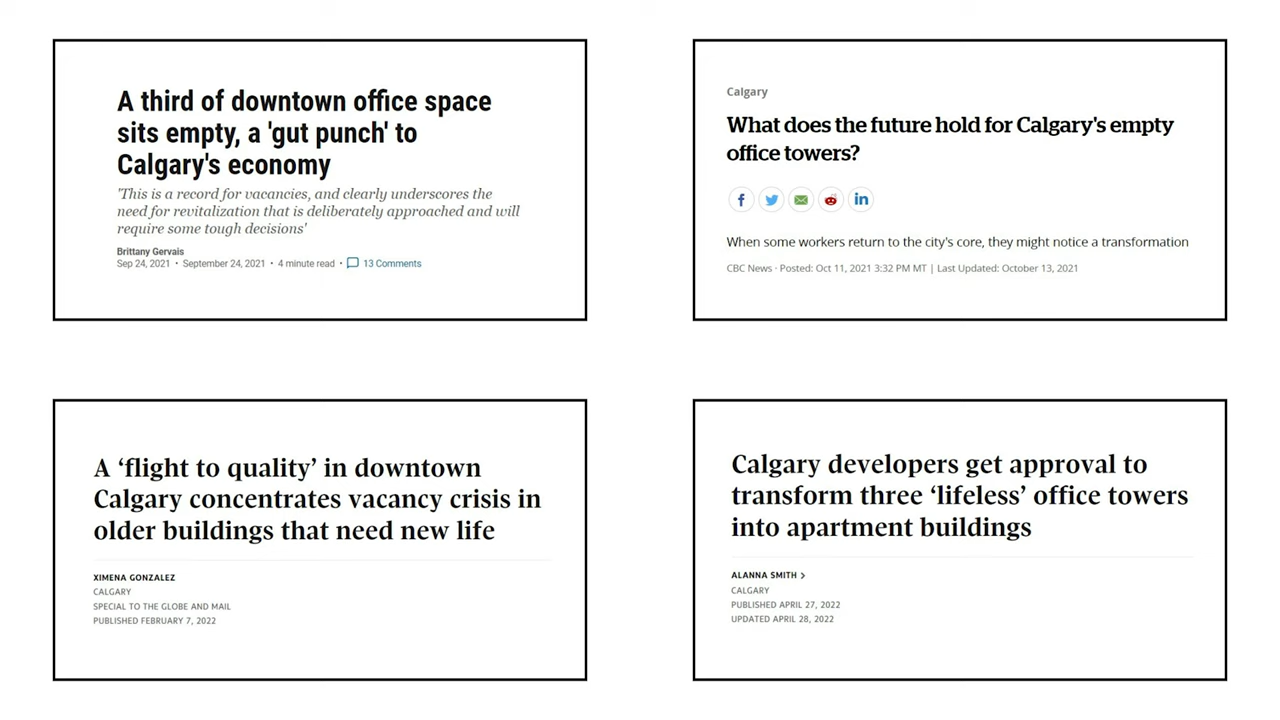 A third of downtown office space
sits empty, a 'gut punch' to
Calgary's economy
'This is a record for vacancies, and clearly underscores the
need for revitalization that is deliberately approached and will
require some tough decisions'
Brittany Gervais
Sep 24, 2021 • September 24, 2021 • 4 minute read • 13 Comments
Calgary
What does the future hold for Calgary's empty
office towers?
When some workers return to the city's core, they might notice a transformation
CBC News · Posted: Oct 11, 2021 3:32 PM MT | Last Updated: October 13, 2021
A ‘flight to quality’ in downtown
Calgary concentrates vacancy crisis in
older buildings that need new life
XIMENA GONZALEZ
CALGARY
SPECIAL TO THE GLOBE AND MAIL
PUBLISHED FEBRUARY 7, 2022
Calgary developers get approval to
transform three ‘lifeless’ office towers
into apartment buildings
ALANNA SMITH >
CALGARY
PUBLISHED APRIL 27, 2022
UPDATED APRIL 28, 2022